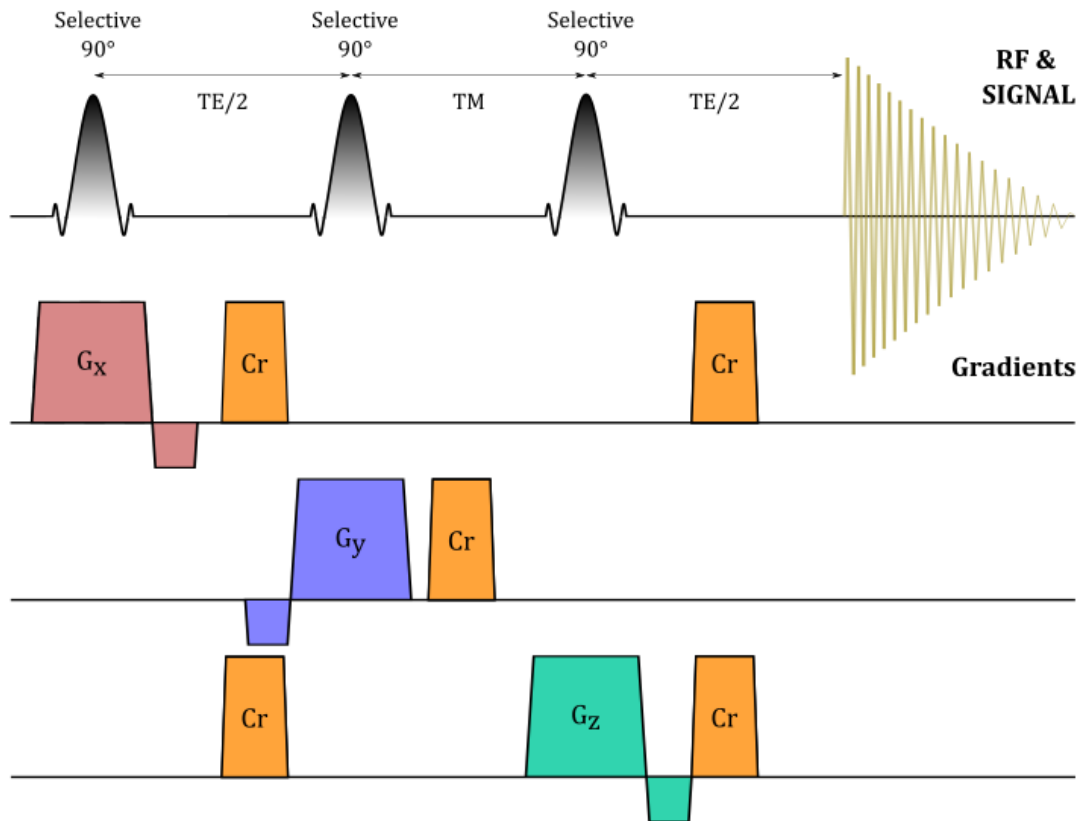 Selective
90°
Selective
90°
Selective
90°
RF &
SIGNAL
TE/2
TM
TE/2
Gx
Cr
Cr
Gradients
Gy
Cr
Cr
Gz
Cr